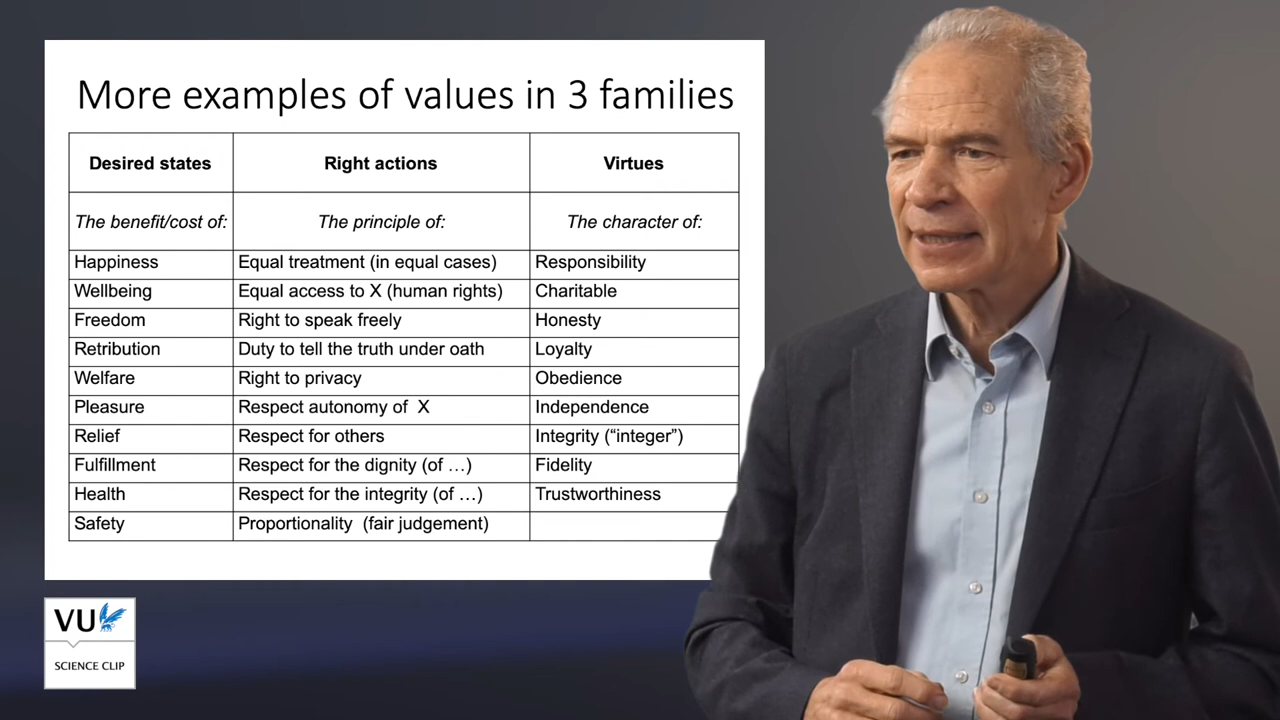 More examples of values in 3 families
Desired states Right actions Virtues
The benefit/cost of: The principle of: The character of:
Happiness Equal treatment (in equal cases) Responsibility
Wellbeing Equal access to X (human rights) Charitable
Freedom Right to speak freely Honesty
Retribution Duty to tell the truth under oath Loyalty
Welfare Right to privacy Obedience
Pleasure Respect autonomy of X Independence
Relief Respect for others Integrity (“integer”)
Fulfillment Respect for the dignity (of …) Fidelity
Health Respect for the integrity (of …) Trustworthiness
Safety Proportionality (fair judgement)
VU
SCIENCE CLIP